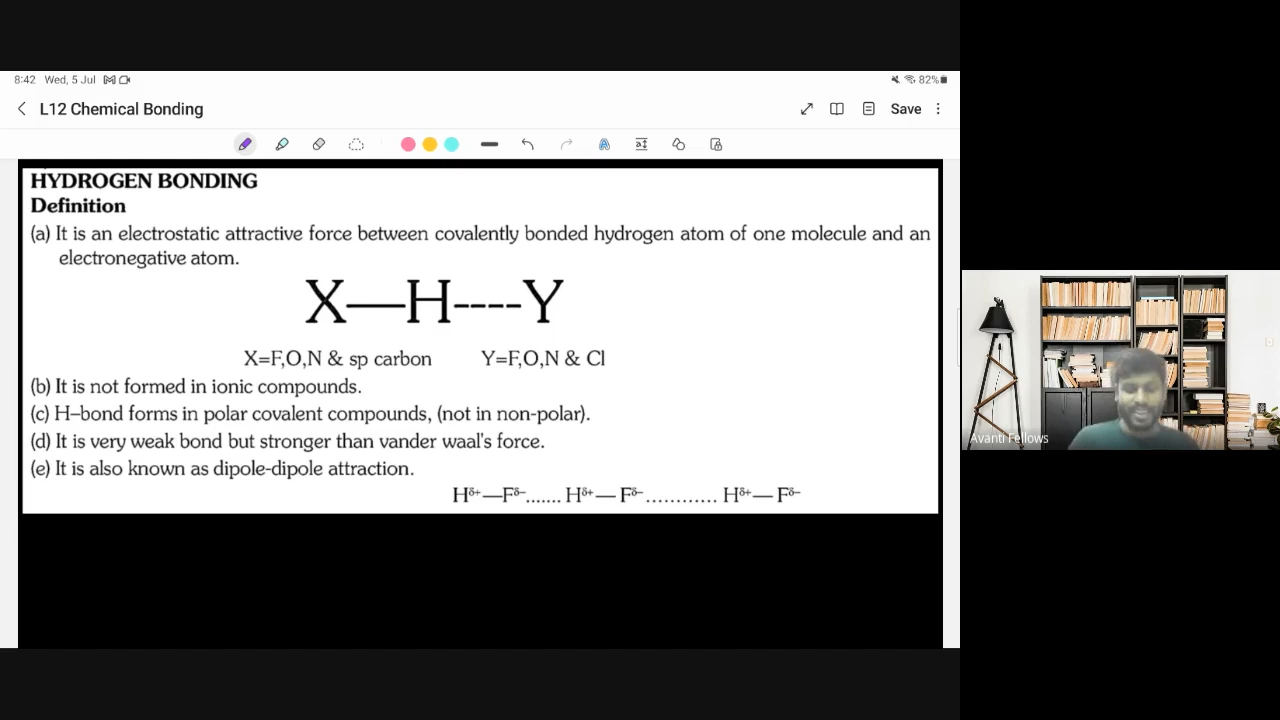 8:42 Wed, 5 Jul
82%
L12 Chemical Bonding
Save
HYDROGEN BONDING
Definition
(a) It is an electrostatic attractive force between covalently bonded hydrogen atom of one molecule and an
electronegative atom.
X—H----Y
X=F,O,N & sp carbon Y=F,O,N & Cl
(b) It is not formed in ionic compounds.
(c) H–bond forms in polar covalent compounds, (not in non-polar).
(d) It is very weak bond but stronger than vander waal's force.
(e) It is also known as dipole-dipole attraction.
Hδ+—Fδ–....... Hδ+— Fδ–............ Hδ+— Fδ–
Avanti Fellows